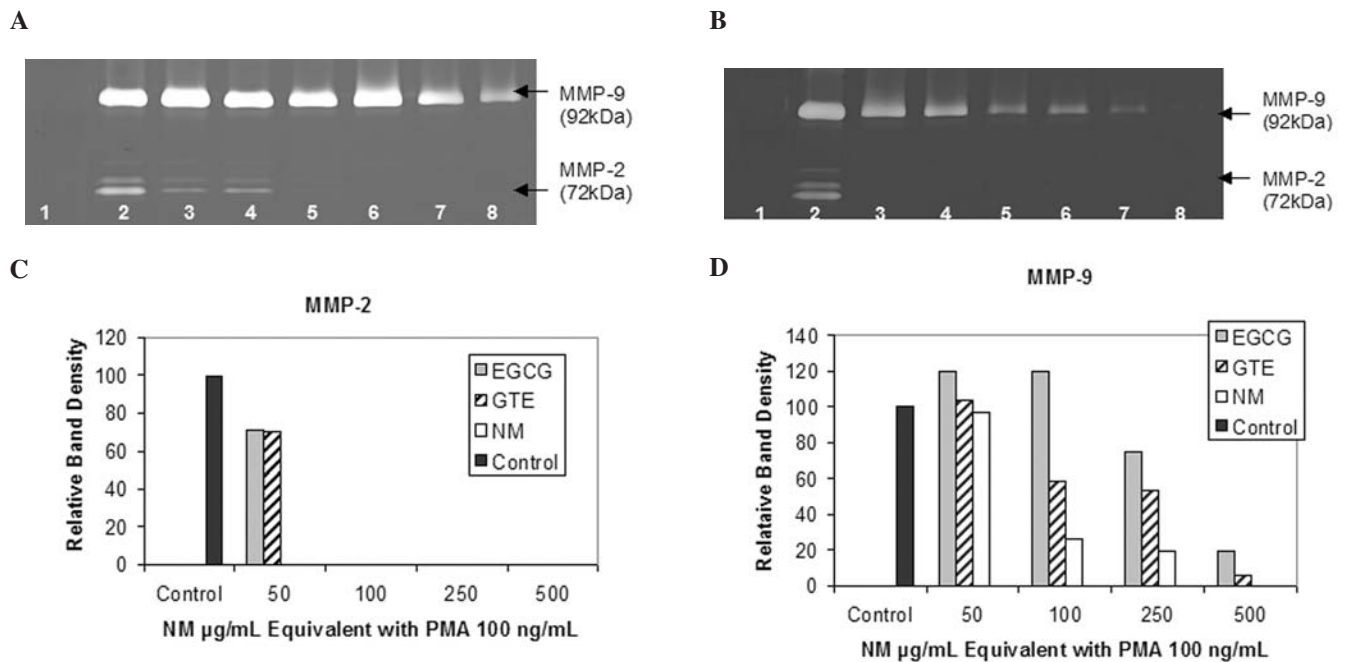 A
MMP-9
(92kDa)
MMP-2
(72kDa)
1 2 3 4 5 6 7 8
B
MMP-9
(92kDa)
MMP-2
(72kDa)
1 2 3 4 5 6 7 8
C
MMP-2
Relative Band Density
120
100
80
60
40
20
0
EGCG
GTE
NM
Control
Control 50 100 250 500
NM µg/mL Equivalent with PMA 100 ng/mL
D
MMP-9
Relataive Band Density
140
120
100
80
60
40
20
0
EGCG
GTE
NM
Control
Control 50 100 250 500
NM µg/mL Equivalent with PMA 100 ng/mL